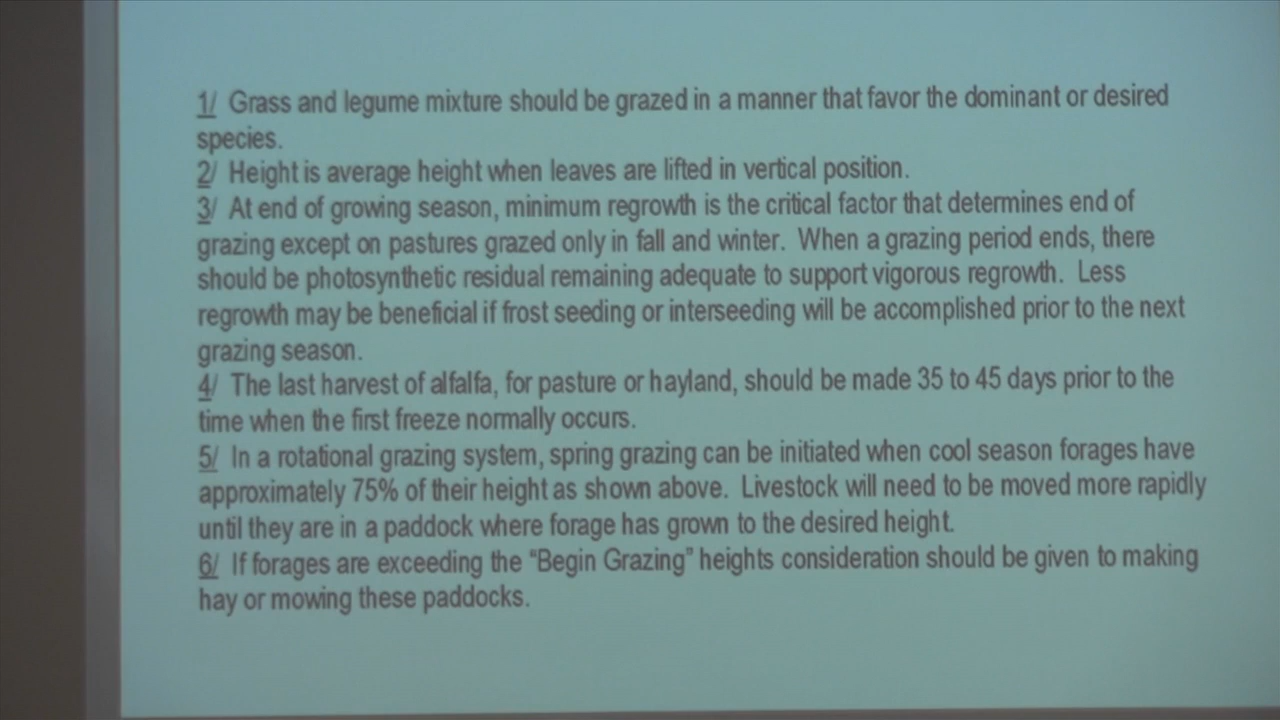 1/ Grass and legume mixture should be grazed in a manner that favor the dominant or desired
species.
2/ Height is average height when leaves are lifted in vertical position.
3/ At end of growing season, minimum regrowth is the critical factor that determines end of
grazing except on pastures grazed only in fall and winter. When a grazing period ends, there
should be photosynthetic residual remaining adequate to support vigorous regrowth. Less
regrowth may be beneficial if frost seeding or interseeding will be accomplished prior to the next
grazing season.
4/ The last harvest of alfalfa, for pasture or hayland, should be made 35 to 45 days prior to the
time when the first freeze normally occurs.
5/ In a rotational grazing system, spring grazing can be initiated when cool season forages have
approximately 75% of their height as shown above. Livestock will need to be moved more rapidly
until they are in a paddock where forage has grown to the desired height.
6/ If forages are exceeding the "Begin Grazing" heights consideration should be given to making
hay or mowing these paddocks.